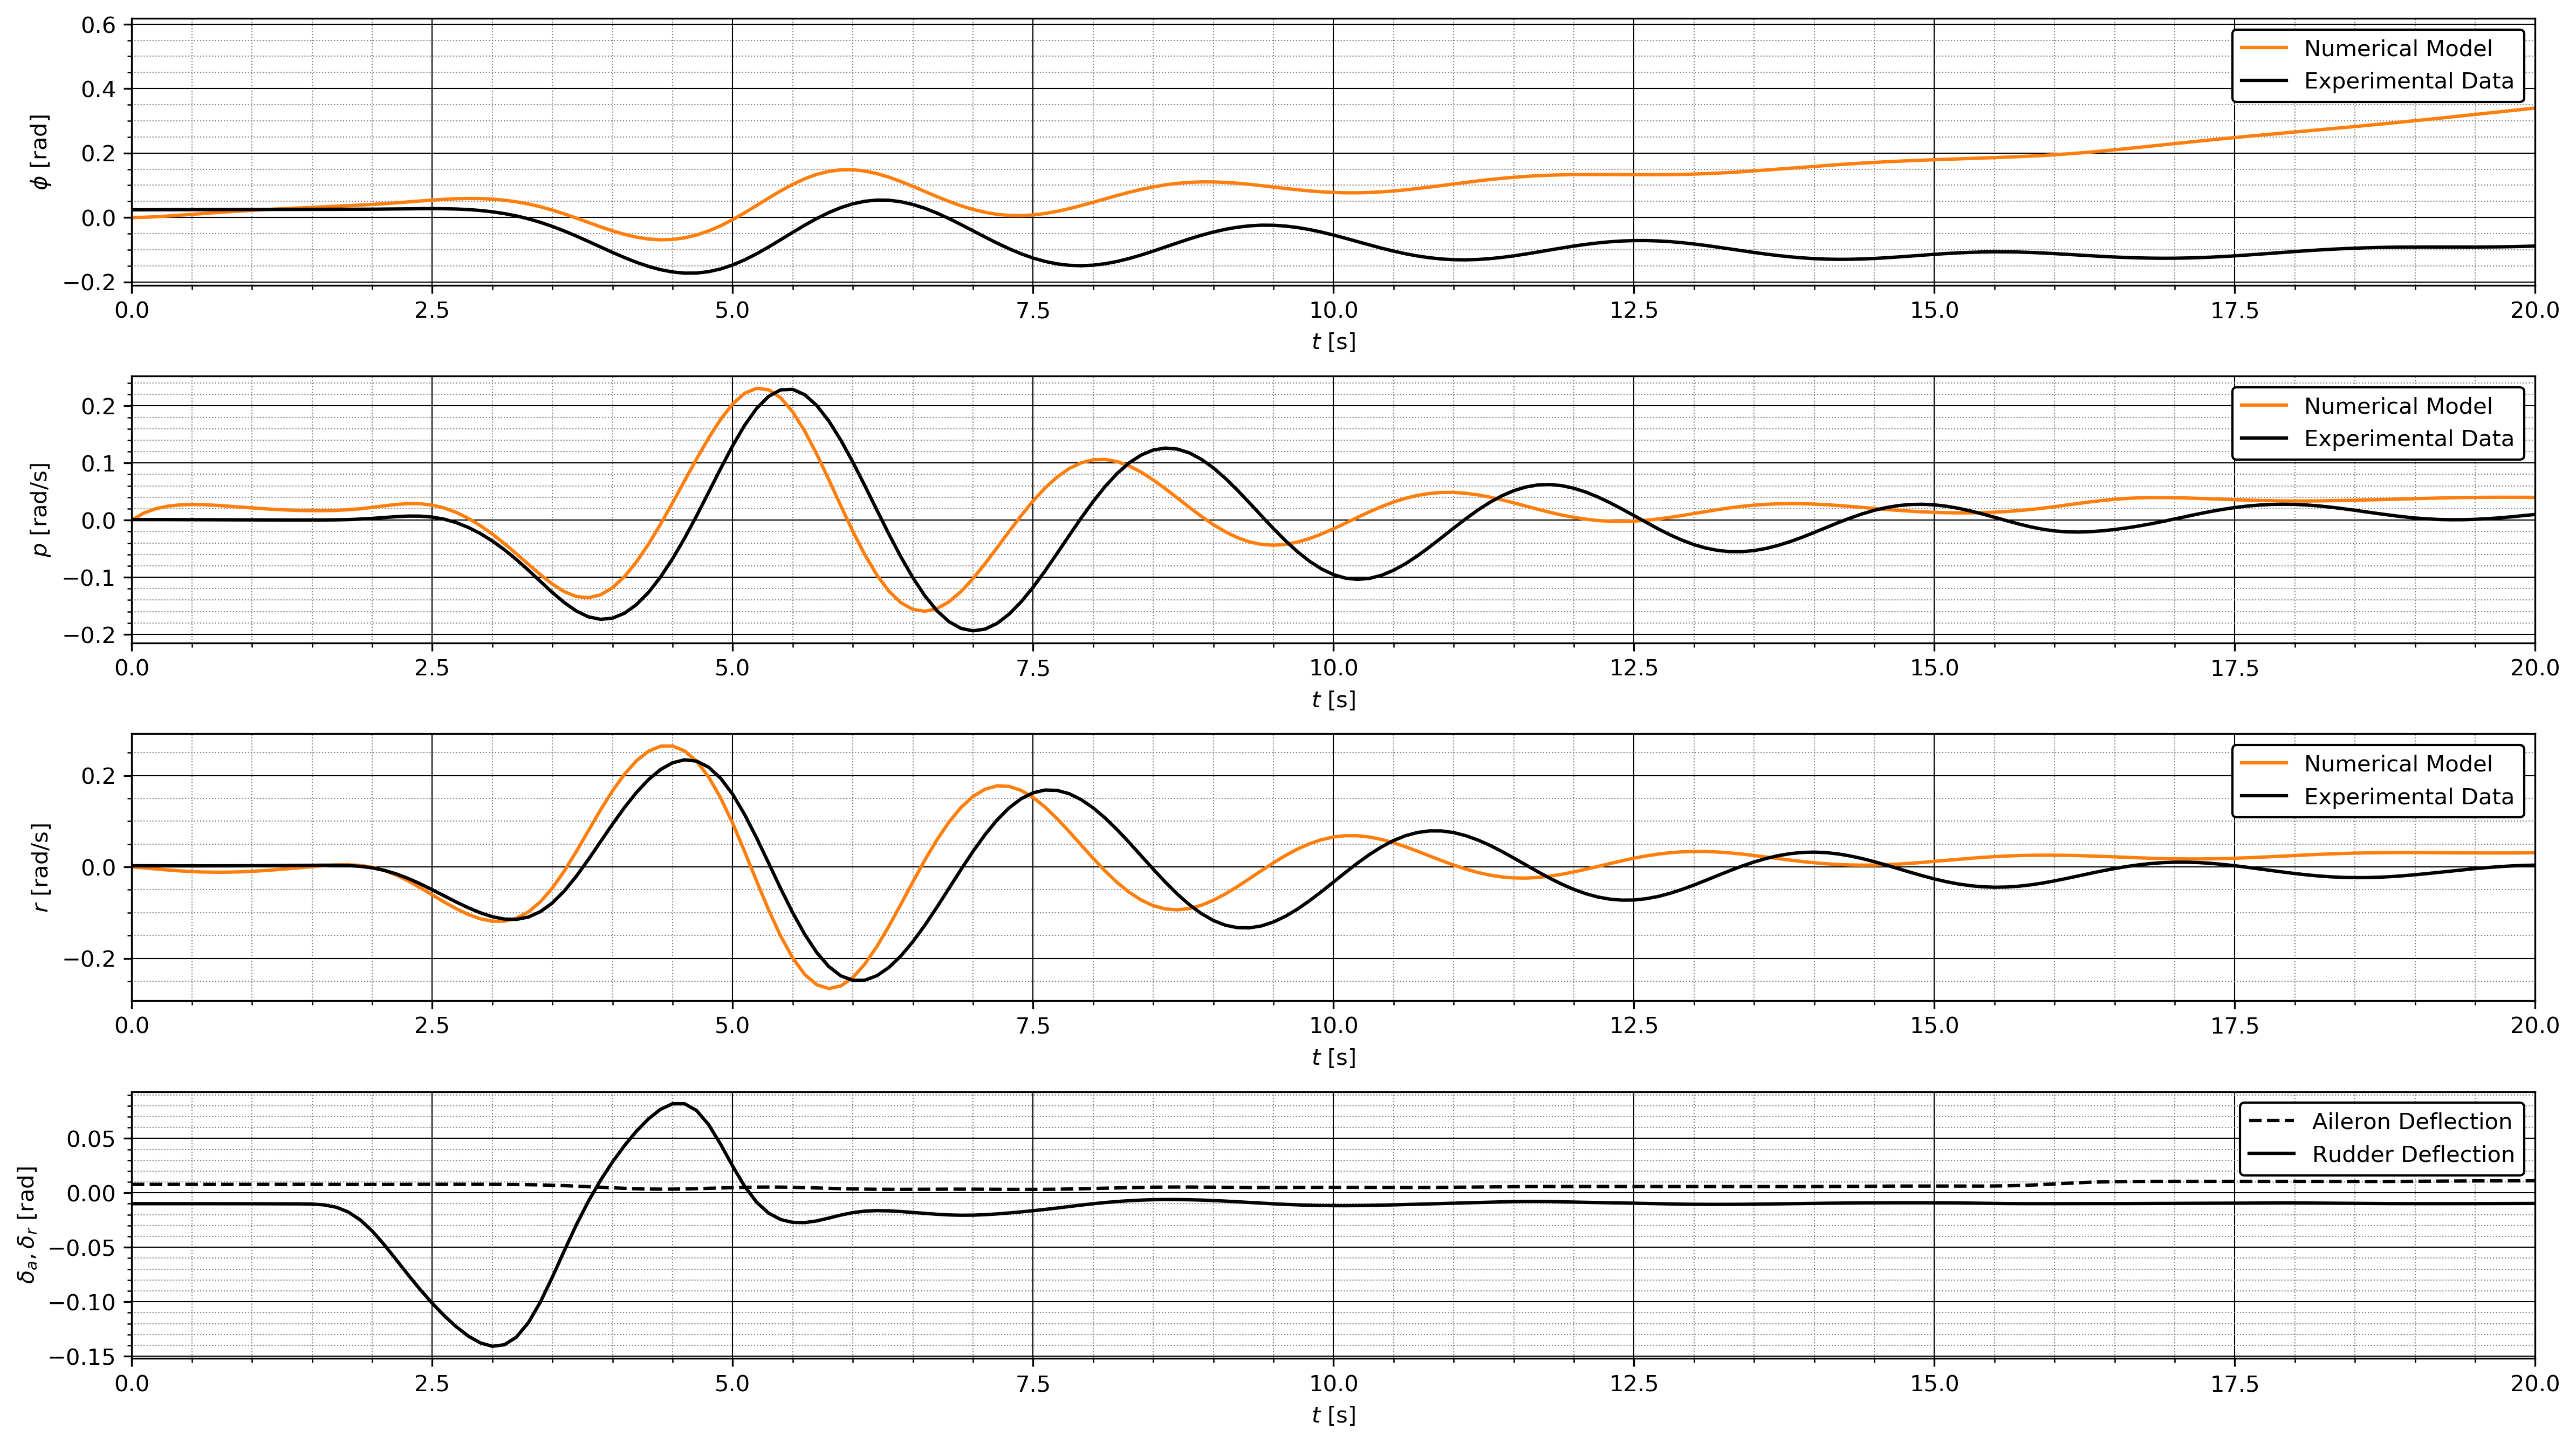 0.6
0.4
0.2
0.0
−0.2
ϕ [rad]
Numerical Model
Experimental Data
0.0 2.5 5.0 7.5 10.0 12.5 15.0 17.5 20.0
t [s]
0.2
0.1
0.0
−0.1
−0.2
p [rad/s]
Numerical Model
Experimental Data
0.0 2.5 5.0 7.5 10.0 12.5 15.0 17.5 20.0
t [s]
0.2
0.0
−0.2
r [rad/s]
Numerical Model
Experimental Data
0.0 2.5 5.0 7.5 10.0 12.5 15.0 17.5 20.0
t [s]
0.05
0.00
−0.05
−0.10
−0.15
δa, δr [rad]
Aileron Deflection
Rudder Deflection
0.0 2.5 5.0 7.5 10.0 12.5 15.0 17.5 20.0
t [s]